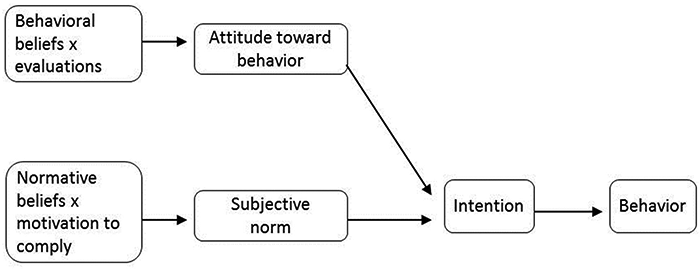 Behavioral
beliefs x
evaluations
Attitude toward
behavior
Normative
beliefs x
motivation to
comply
Subjective
norm
Intention
Behavior